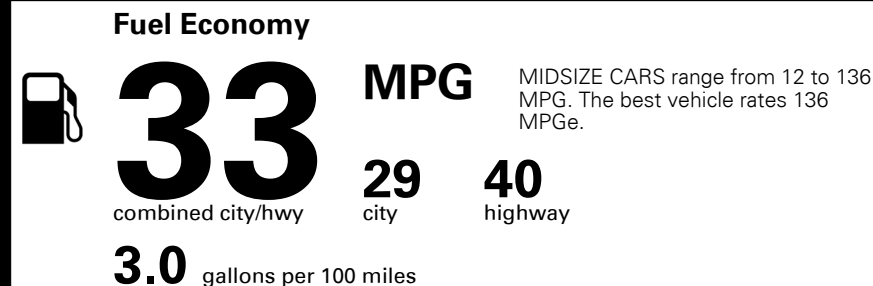 Fuel Economy
33 MPG
MIDSIZE CARS range from 12 to 136
MPG. The best vehicle rates 136
MPGe.
29 40
combined city/hwy city highway
3.0 gallons per 100 miles